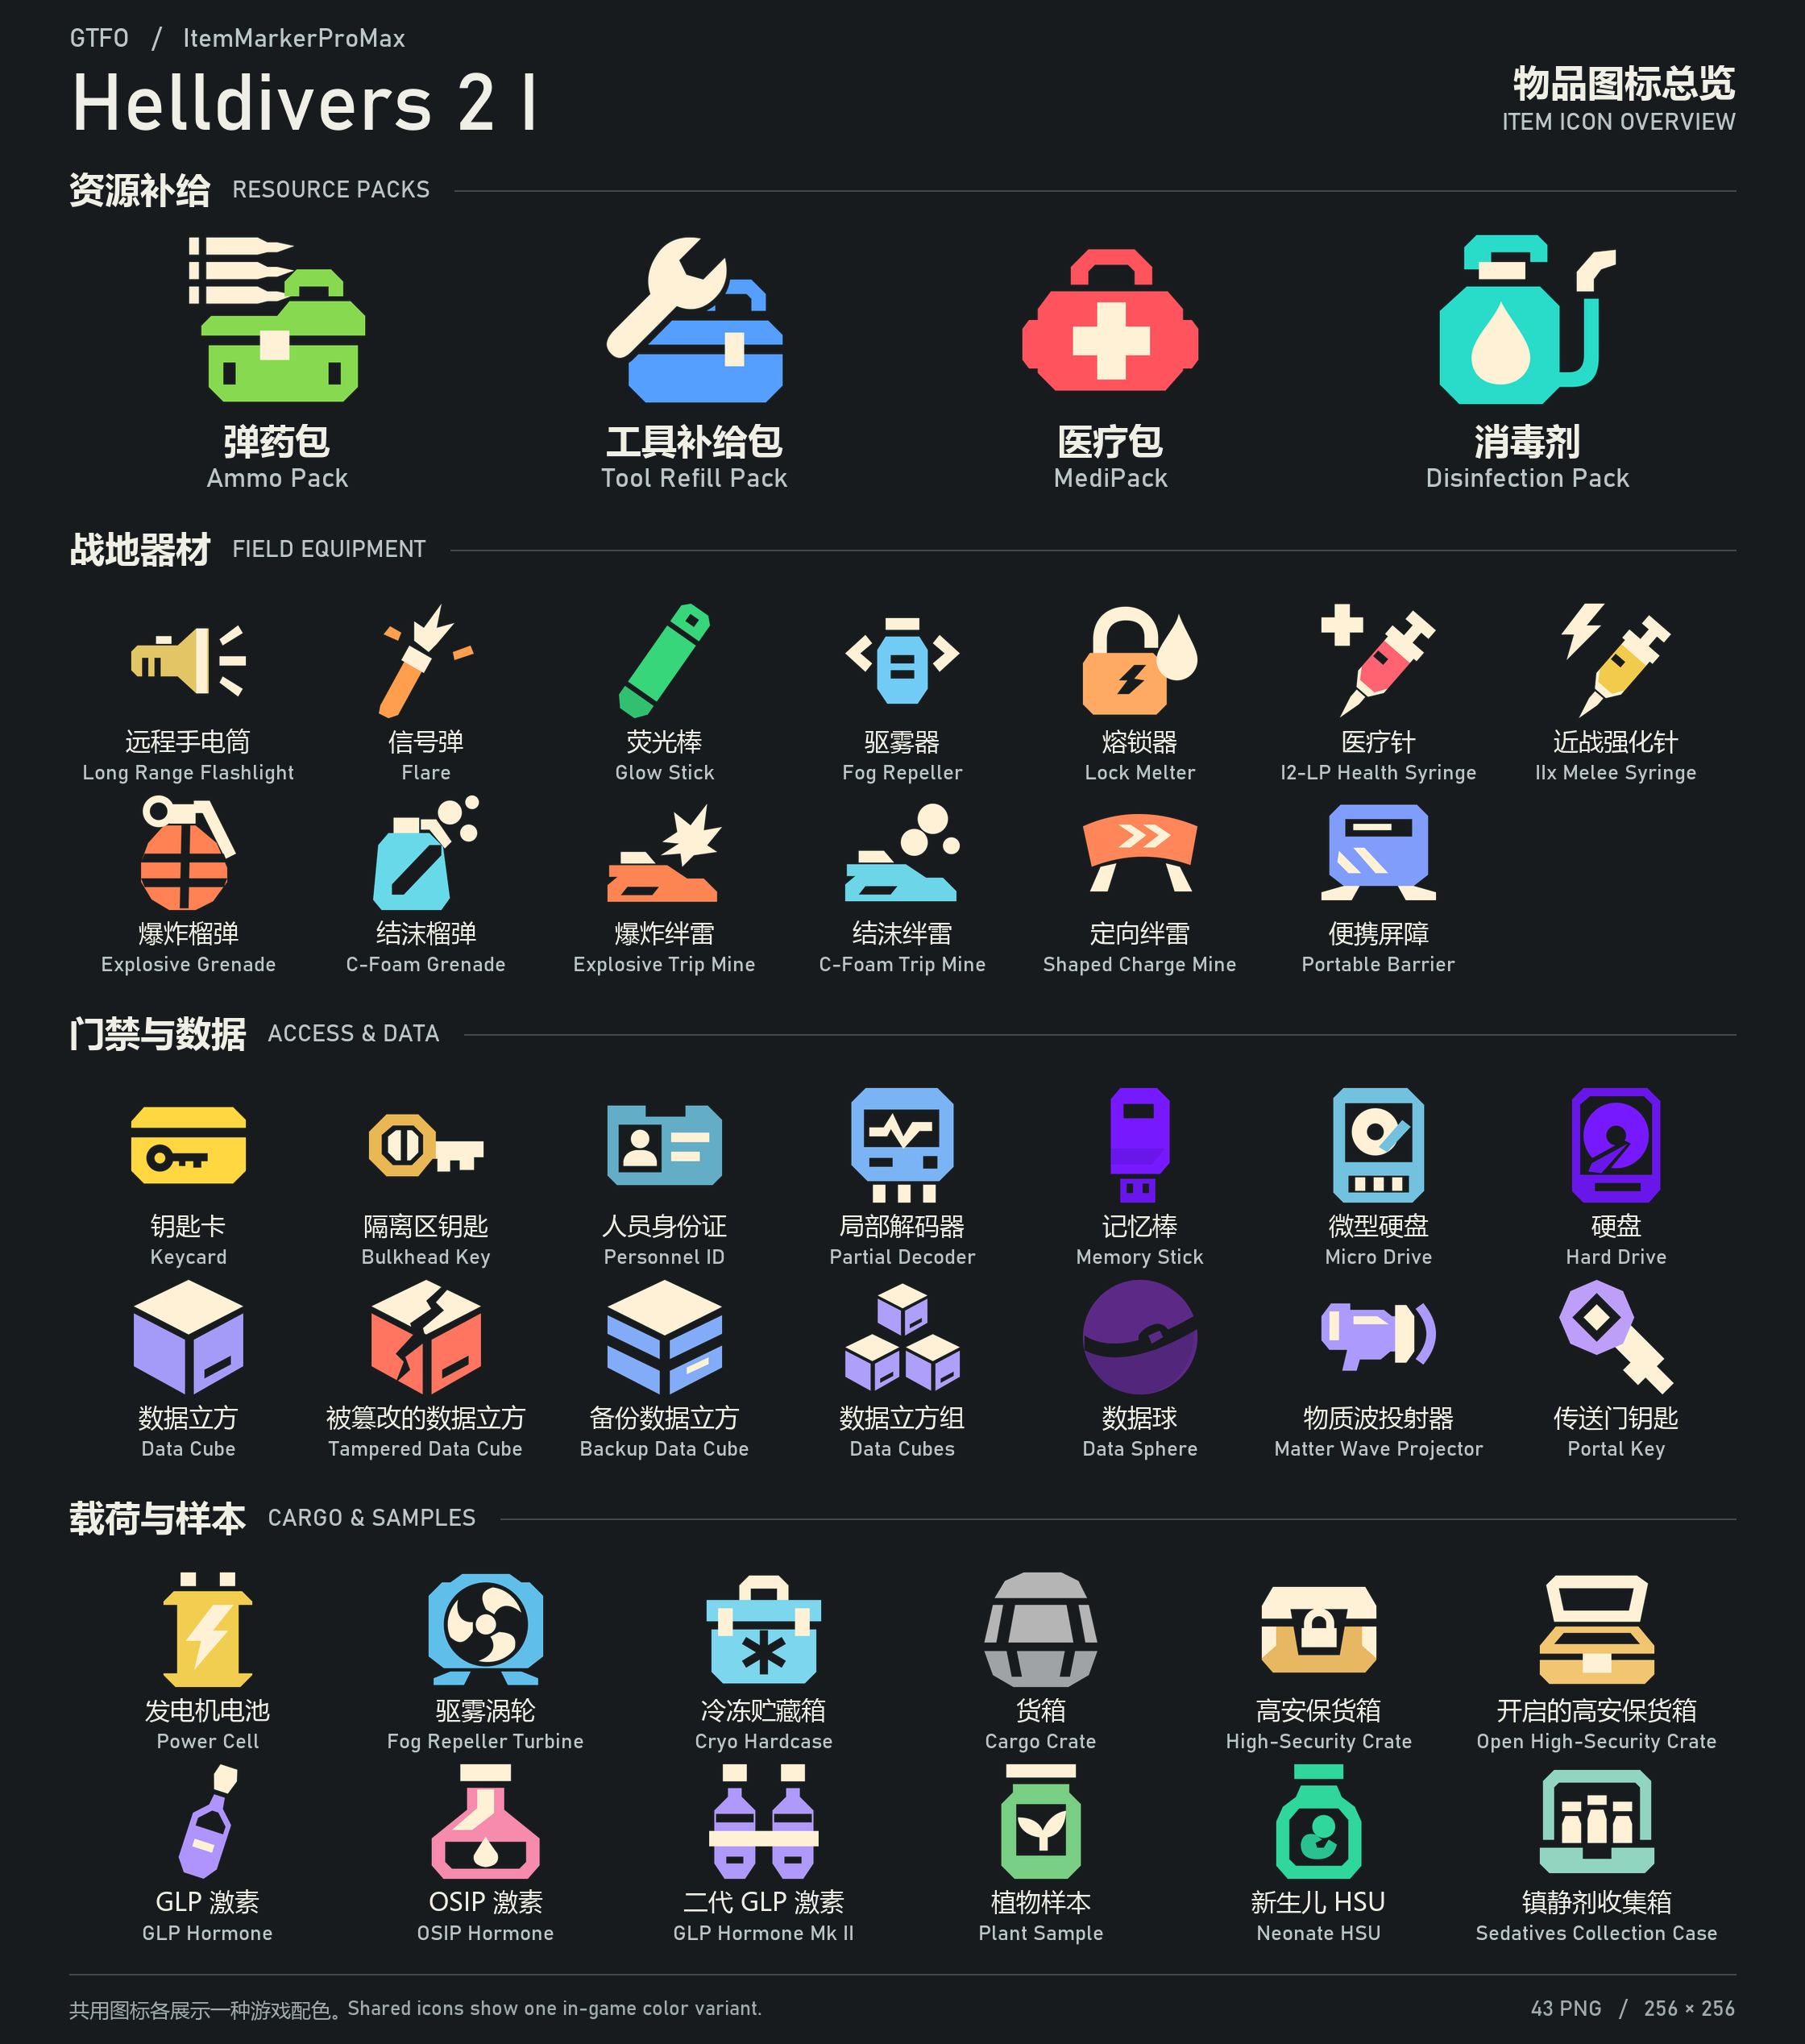 GTFO / ItemMarkerProMax
Helldivers 2 I
物品图标总览
ITEM ICON OVERVIEW
资源补给 RESOURCE PACKS
弹药包
Ammo Pack
工具补给包
Tool Refill Pack
医疗包
MediPack
消毒剂
Disinfection Pack
战地器材 FIELD EQUIPMENT
远程手电筒
Long Range Flashlight
信号弹
Flare
荧光棒
Glow Stick
驱雾器
Fog Repeller
熔锁器
Lock Melter
医疗针
I2-LP Health Syringe
近战强化针
IIx Melee Syringe
爆炸榴弹
Explosive Grenade
结沫榴弹
C-Foam Grenade
爆炸绊雷
Explosive Trip Mine
结沫绊雷
C-Foam Trip Mine
定向绊雷
Shaped Charge Mine
便携屏障
Portable Barrier
门禁与数据 ACCESS & DATA
钥匙卡
Keycard
隔离区钥匙
Bulkhead Key
人员身份证
Personnel ID
局部解码器
Partial Decoder
记忆棒
Memory Stick
微型硬盘
Micro Drive
硬盘
Hard Drive
数据立方
Data Cube
被篡改的数据立方
Tampered Data Cube
备份数据立方
Backup Data Cube
数据立方组
Data Cubes
数据球
Data Sphere
物质波投射器
Matter Wave Projector
传送门钥匙
Portal Key
载荷与样本 CARGO & SAMPLES
发电机电池
Power Cell
驱雾涡轮
Fog Repeller Turbine
冷冻贮藏箱
Cryo Hardcase
货箱
Cargo Crate
高安保货箱
High-Security Crate
开启的高安保货箱
Open High-Security Crate
GLP 激素
GLP Hormone
OSIP 激素
OSIP Hormone
二代 GLP 激素
GLP Hormone Mk II
植物样本
Plant Sample
新生儿 HSU
Neonate HSU
镇静剂收集箱
Sedatives Collection Case
共用图标各展示一种游戏配色。Shared icons show one in-game color variant.
43 PNG / 256 × 256